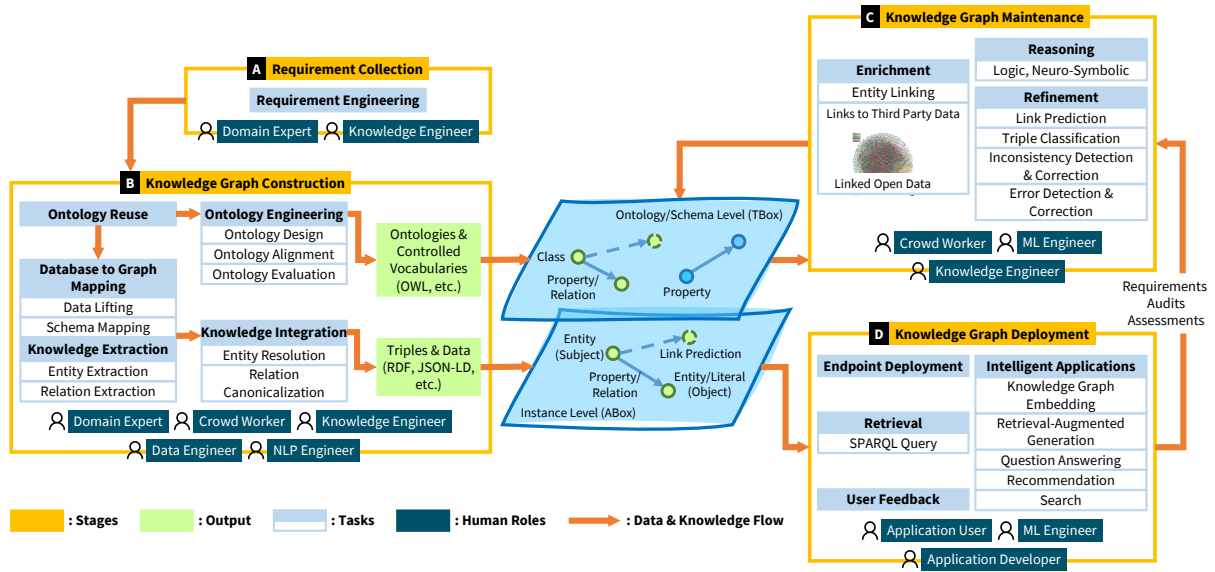 A Requirement Collection
Requirement Engineering
Domain Expert
Knowledge Engineer
B Knowledge Graph Construction
Ontology Reuse
Database to Graph
Mapping
Data Lifting
Schema Mapping
Knowledge Extraction
Entity Extraction
Relation Extraction
Ontology Engineering
Ontology Design
Ontology Alignment
Ontology Evaluation
Knowledge Integration
Entity Resolution
Relation
Canonicalization
Ontologies &
Controlled
Vocabularies
(OWL, etc.)
Triples & Data
(RDF, JSON-LD,
etc.)
Domain Expert
Crowd Worker
Knowledge Engineer
Data Engineer
NLP Engineer
Ontology/Schema Level (TBox)
Class
Property/
Relation
Property
Entity
(Subject)
Link Prediction
Property/
Relation
Entity/Literal
(Object)
Instance Level (ABox)
C Knowledge Graph Maintenance
Enrichment
Entity Linking
Links to Third Party Data
Linked Open Data
Reasoning
Logic, Neuro-Symbolic
Refinement
Link Prediction
Triple Classification
Inconsistency Detection
& Correction
Error Detection &
Correction
Crowd Worker
ML Engineer
Knowledge Engineer
Requirements
Audits
Assessments
D Knowledge Graph Deployment
Endpoint Deployment
Retrieval
SPARQL Query
User Feedback
Intelligent Applications
Knowledge Graph
Embedding
Retrieval-Augmented
Generation
Question Answering
Recommendation
Search
Application User
ML Engineer
Application Developer
: Stages
: Output
: Tasks
: Human Roles
: Data & Knowledge Flow